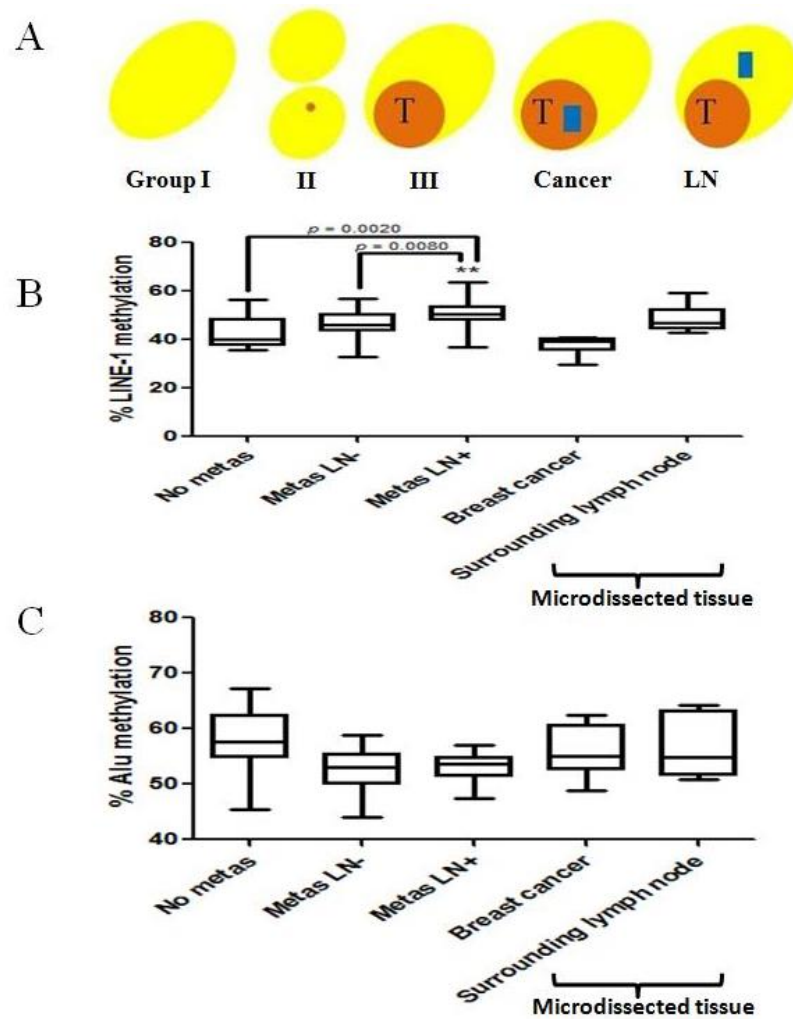 A
T T T
Group I II III Cancer LN
B
% LINE-1 methylation
80
60
40
20
0
p = 0.0020
p = 0.0080
**
No metas
Metas LN-
Metas LN+
Breast cancer
Surrounding lymph node
Microdissected tissue
C
% Alu methylation
80
70
60
50
40
No metas
Metas LN-
Metas LN+
Breast cancer
Surrounding lymph node
Microdissected tissue